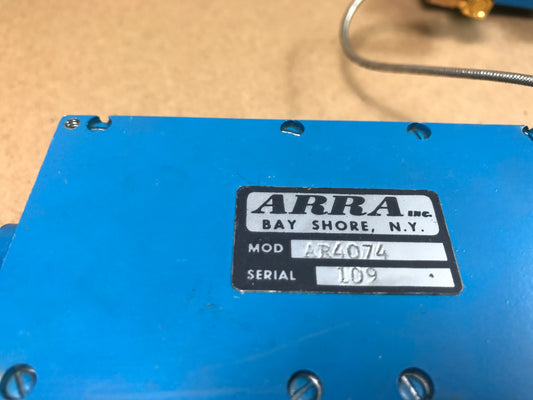 ARRA INC.
BAY SHORE, N.Y.
MOD AR4074
SERIAL 109